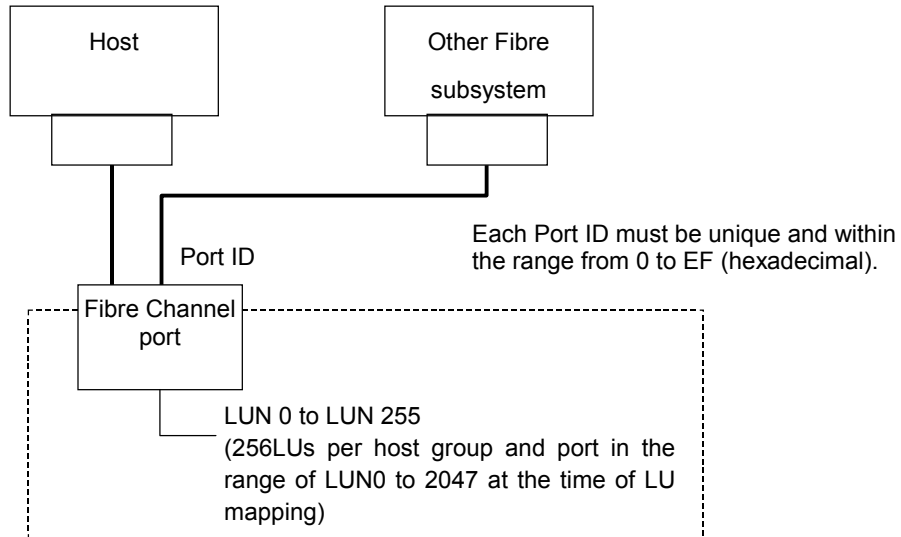 Host
Other Fibre
subsystem
Port ID
Each Port ID must be unique and within
the range from 0 to EF (hexadecimal).
Fibre Channel
port
LUN 0 to LUN 255
(256LUs per host group and port in the
range of LUN0 to 2047 at the time of LU
mapping)